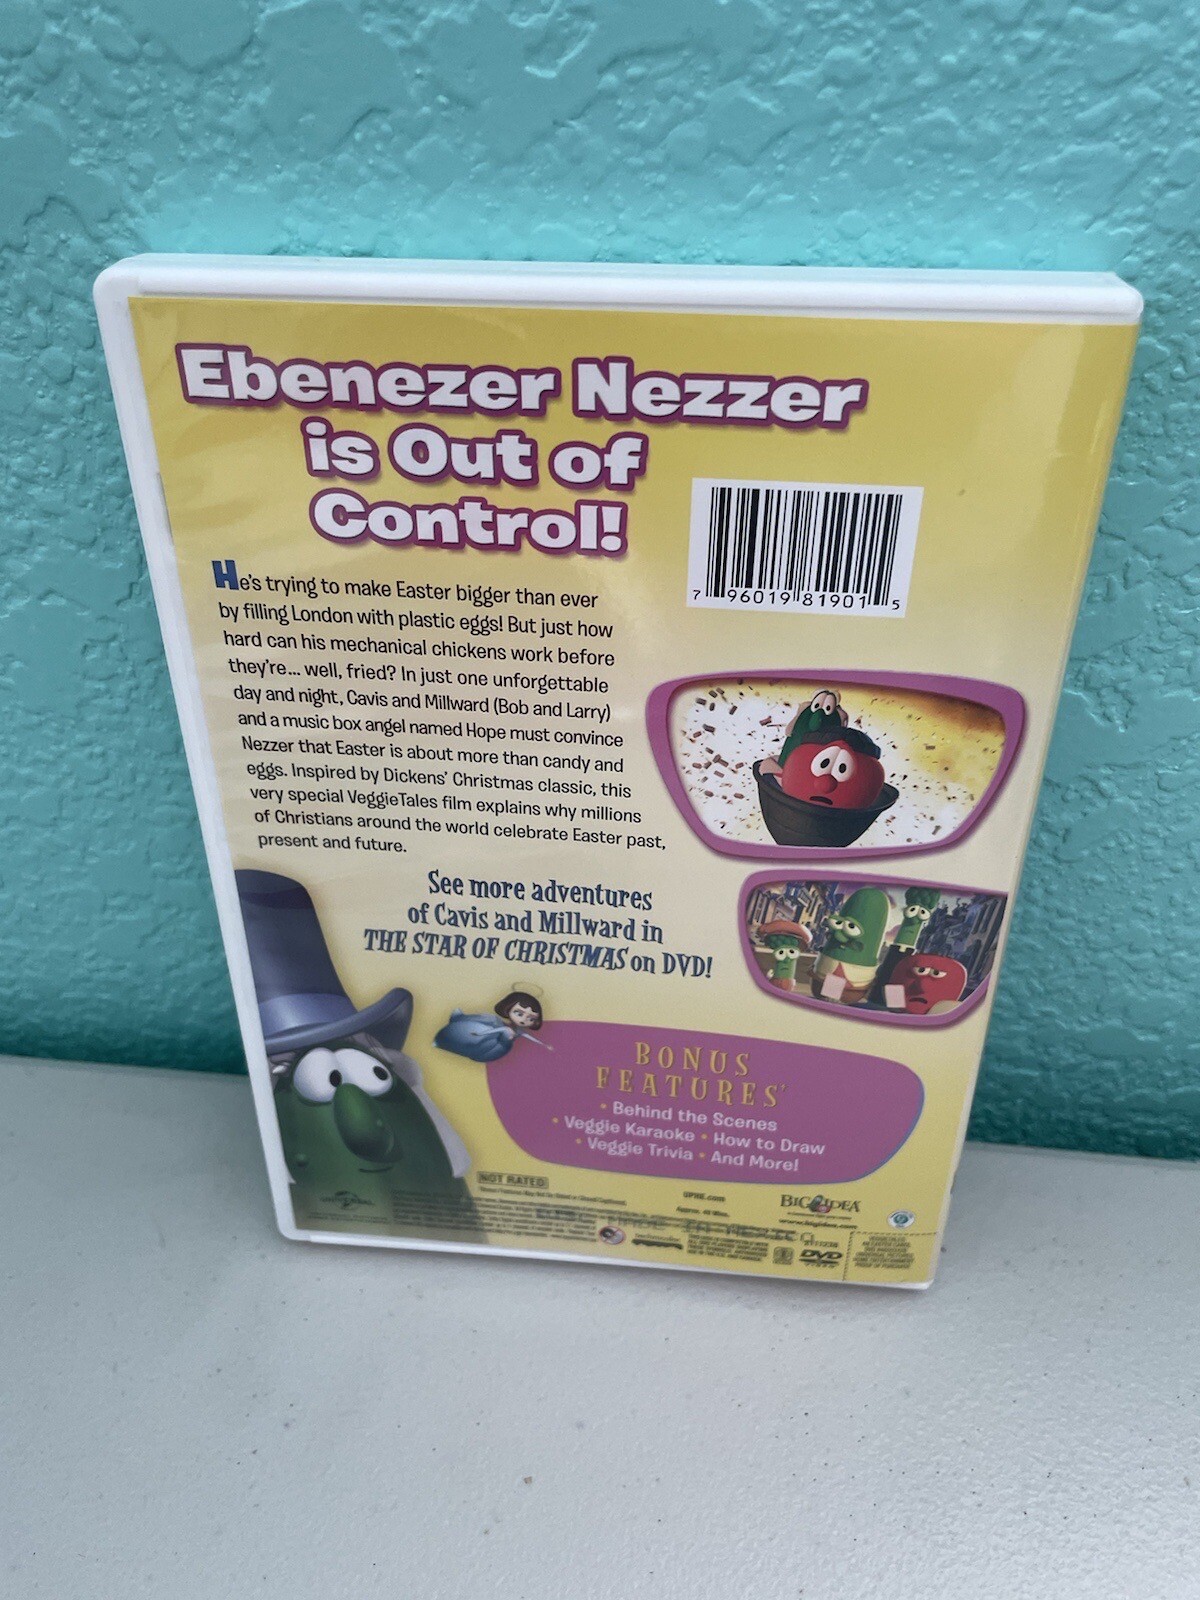 Ebenezer Nezzer
is Out of
Control!
He's trying to make Easter bigger than ever
by filling London with plastic eggs! But just how
hard can his mechanical chickens work before
they're... well, fried? In just one unforgettable
day and night, Cavis and Millward (Bob and Larry)
and a music box angel named Hope must convince
Nezzer that Easter is about more than candy and
eggs. Inspired by Dickens' Christmas classic, this
very special VeggieTales film explains why millions
of Christians around the world celebrate Easter past,
present and future.
7 96019 81901 5
See more adventures
of Cavis and Millward in
THE STAR OF CHRISTMAS on DVD!
BONUS
FEATURES
• Behind the Scenes
• Veggie Karaoke • How to Draw
• Veggie Trivia • And More!
NOT RATED
UPHE.com
BIG IDEA
www.bigidea.com
UNIVERSAL
DVD
VIDEO